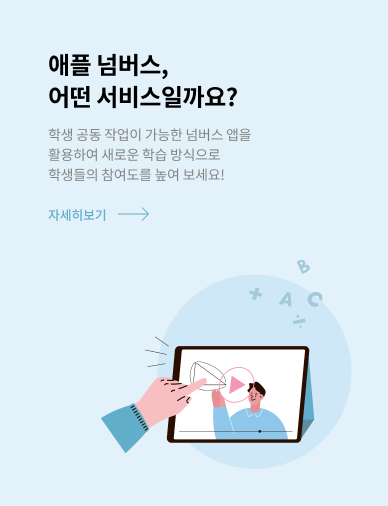 애플 넘버스,
어떤 서비스일까요?
학생 공동 작업이 가능한 넘버스 앱을
활용하여 새로운 학습 방식으로
학생들의 참여도를 높여 보세요!
자세히보기
B
+ A C
÷